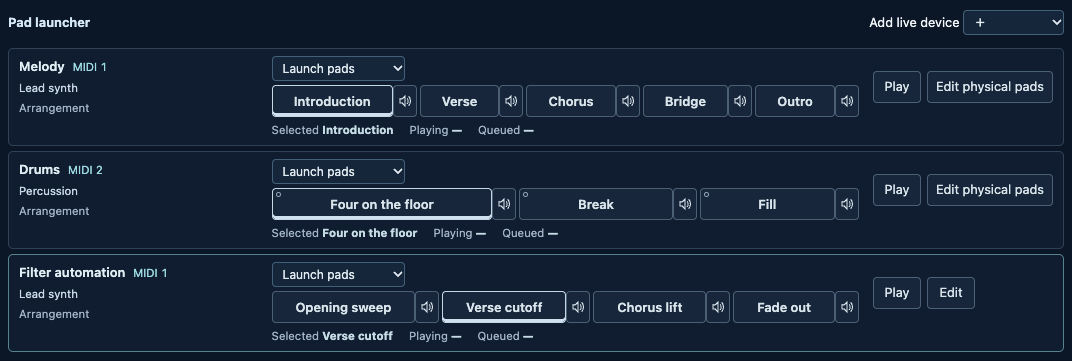 Pad launcher
Add live device +
Melody MIDI 1
Lead synth
Arrangement
Launch pads
Introduction Verse Chorus Bridge Outro
Selected Introduction Playing — Queued —
Play Edit physical pads
Drums MIDI 2
Percussion
Arrangement
Launch pads
Four on the floor Break Fill
Selected Four on the floor Playing — Queued —
Play Edit physical pads
Filter automation MIDI 1
Lead synth
Arrangement
Launch pads
Opening sweep Verse cutoff Chorus lift Fade out
Selected Verse cutoff Playing — Queued —
Play Edit